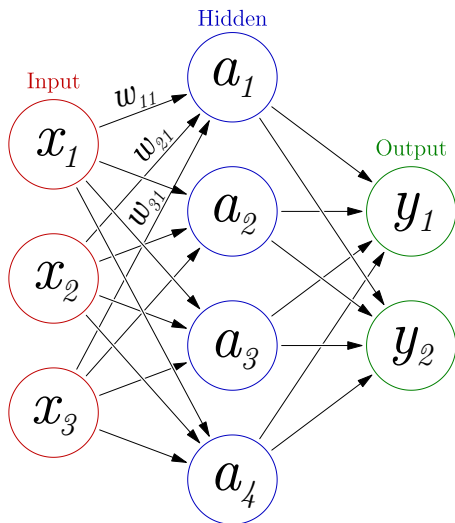 Hidden
Input
Output
w₁₁
w₂₁
w₃₁
x₁
x₂
x₃
a₁
a₂
a₃
a₄
y₁
y₂